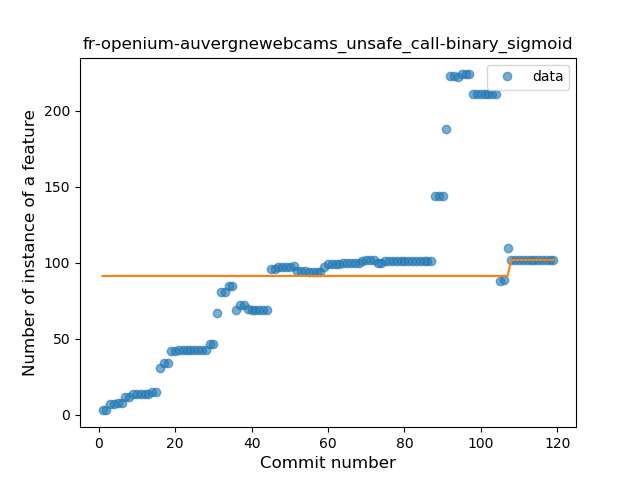 fr-openium-auvergnewebcams_unsafe_call-binary_sigmoid
data
Number of instance of a feature
200
150
100
50
0
0 20 40 60 80 100 120
Commit number